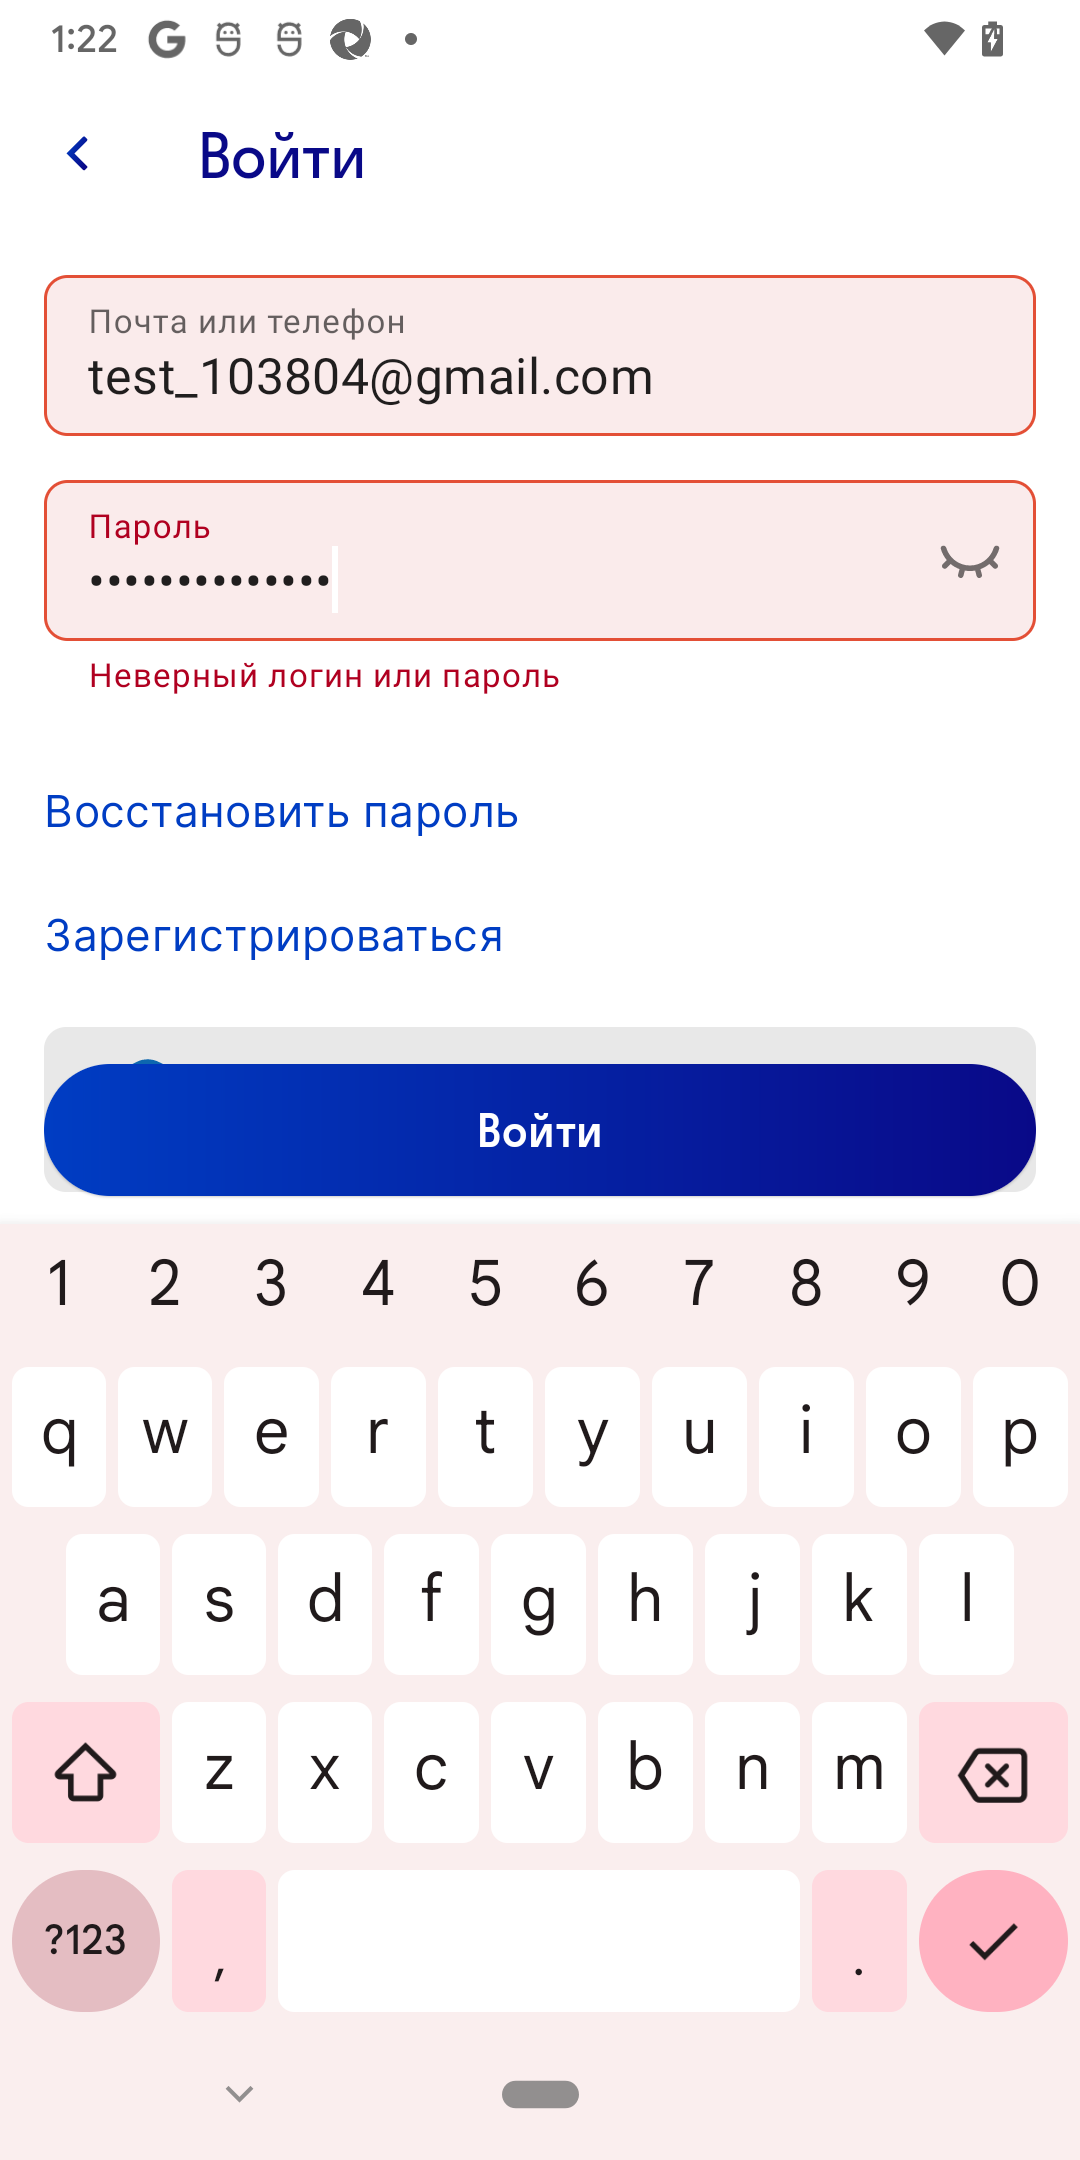 1:22
Войти
Почта или телефон
test_103804@gmail.com
Пароль
••••••••••••••
Неверный логин или пароль
Восстановить пароль
Зарегистрироваться
Войти
1 2 3 4 5 6 7 8 9 0
q w e r t y u i o p
a s d f g h j k l
z x c v b n m
?123 , .